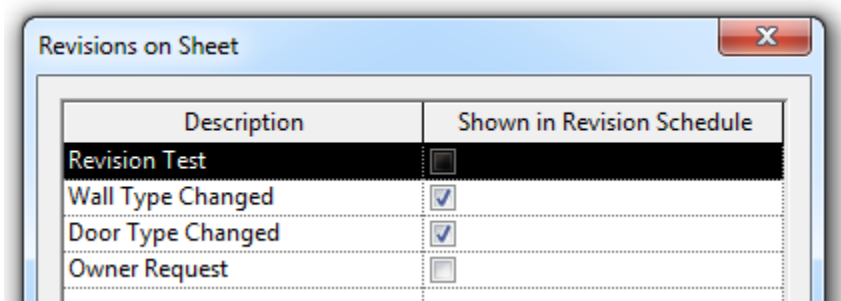 Revisions on Sheet
Description Shown in Revision Schedule
Revision Test
Wall Type Changed
Door Type Changed
Owner Request